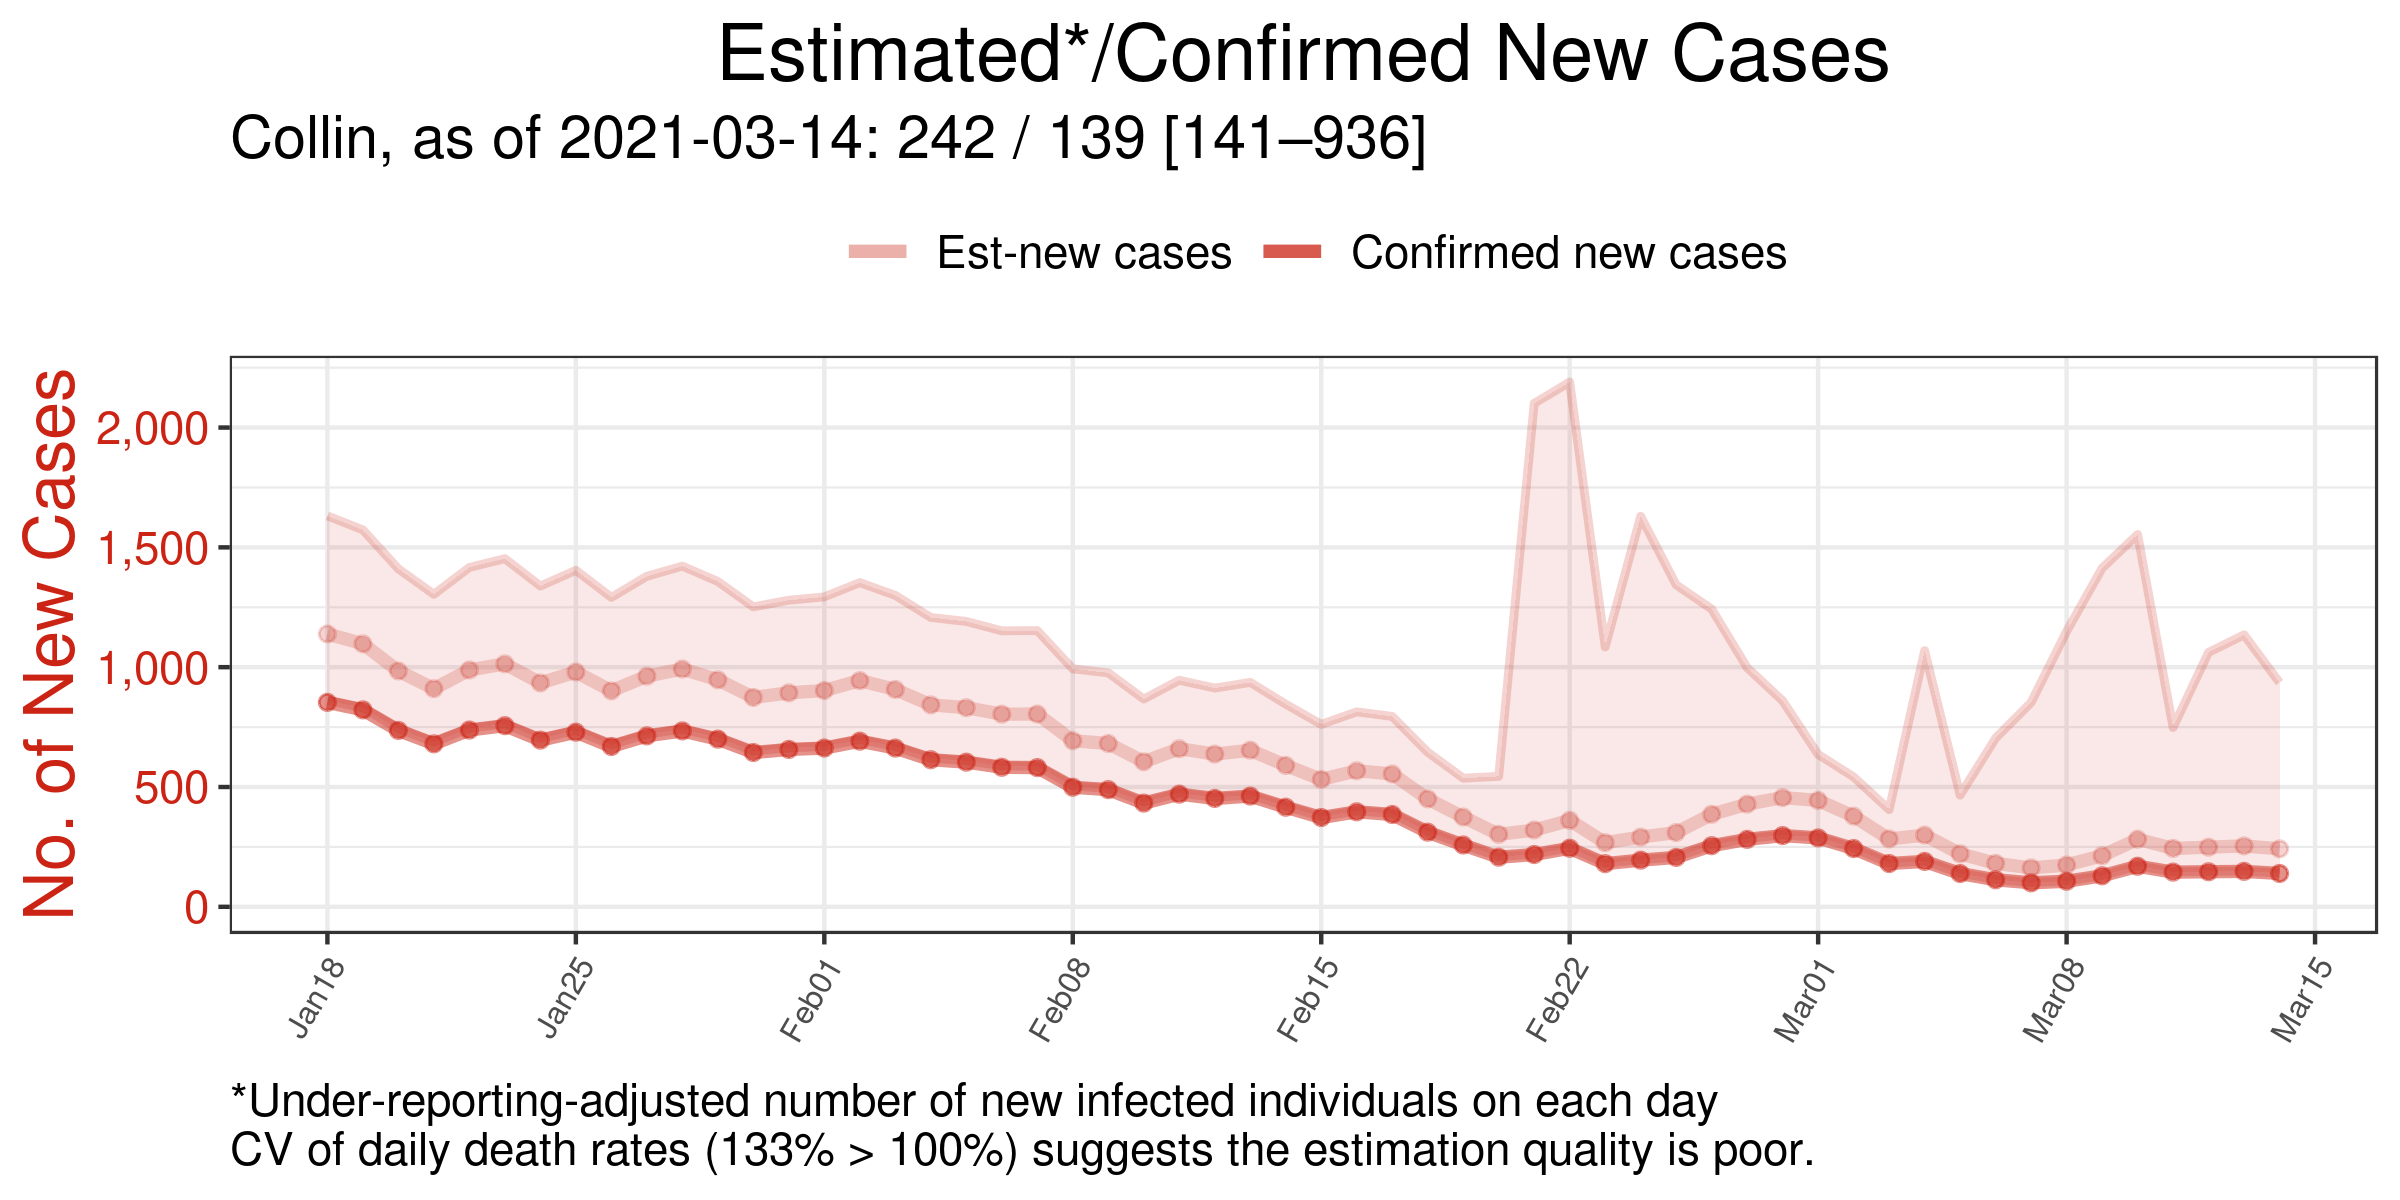 Estimated*/Confirmed New Cases
Collin, as of 2021-03-14: 242 / 139 [141–936]
Est-new cases
Confirmed new cases
No. of New Cases
2,000
1,500
1,000
500
0
Jan18
Jan25
Feb01
Feb08
Feb15
Feb22
Mar01
Mar08
Mar15
*Under-reporting-adjusted number of new infected individuals on each day
CV of daily death rates (133% > 100%) suggests the estimation quality is poor.